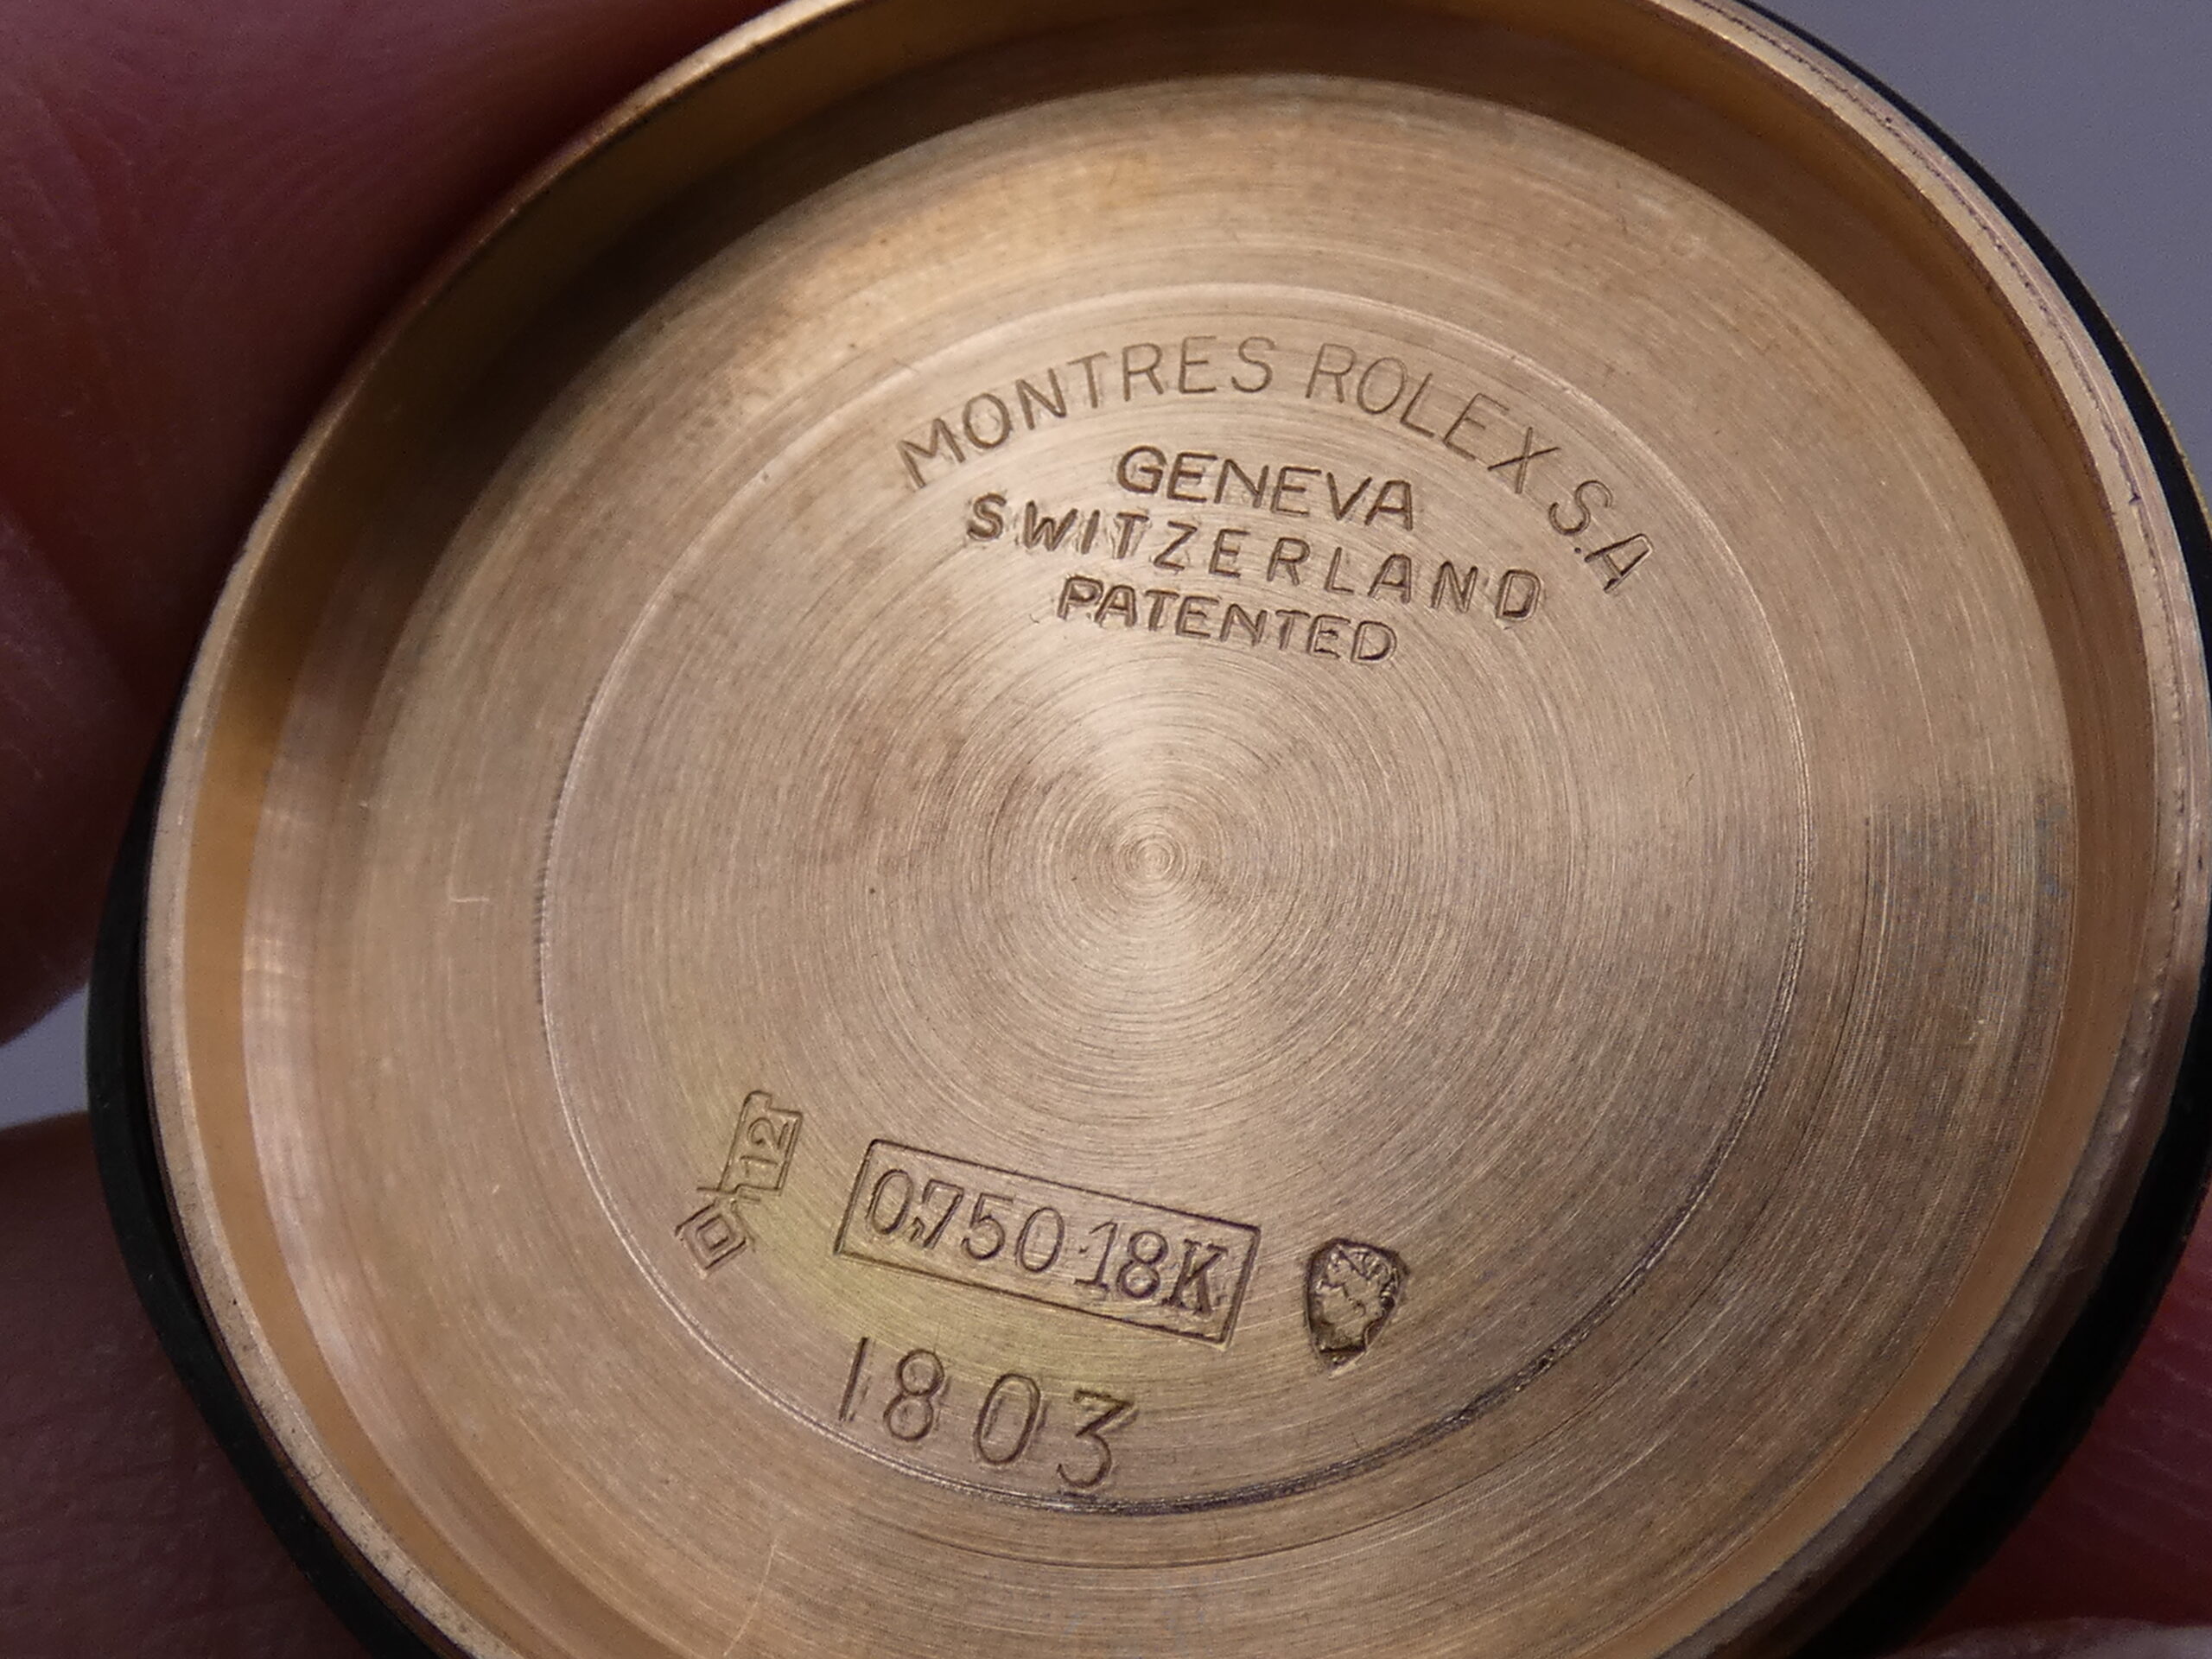 MONTRES ROLEX S.A
GENEVA
SWITZERLAND
PATENTED
12
0,750 18K
1803